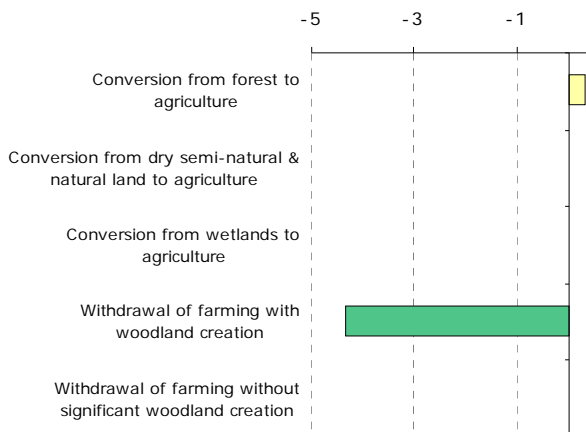 -5 -3 -1
Conversion from forest to
agriculture
Conversion from dry semi-natural &
natural land to agriculture
Conversion from wetlands to
agriculture
Withdrawal of farming with
woodland creation
Withdrawal of farming without
significant woodland creation